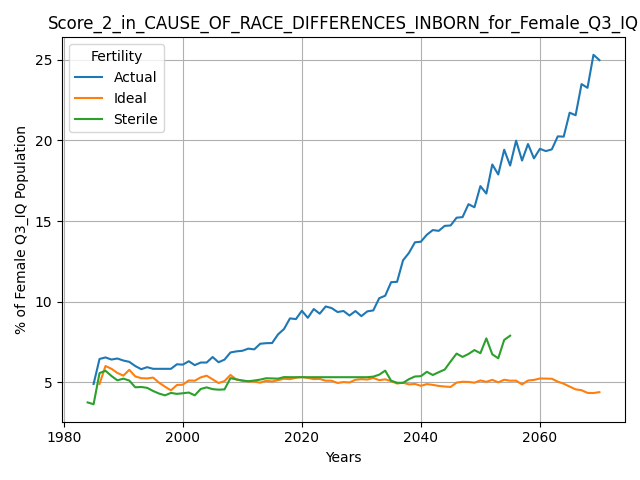 Score_2_in_CAUSE_OF_RACE_DIFFERENCES_INBORN_for_Female_Q3_IQ
Fertility
Actual
Ideal
Sterile
% of Female Q3_IQ Population
25
20
15
10
5
1980 2000 2020 2040 2060
Years